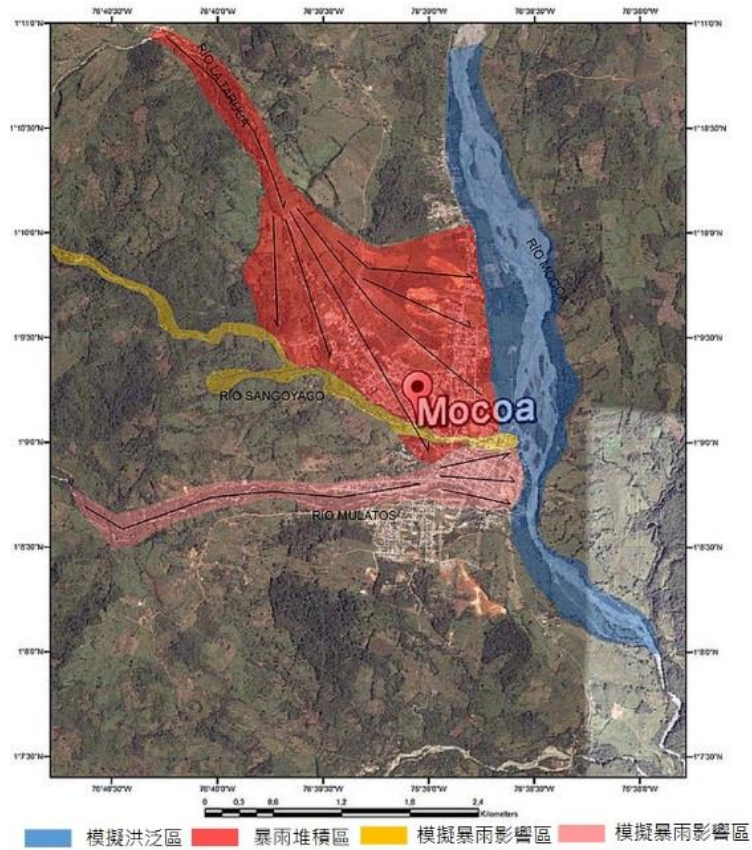 76°40'30"W 76°40'0"W 76°39'30"W 76°39'0"W 76°38'30"W 76°38'0"W
1°11'0"N 1°11'0"N
RÍO LA TARUCA
1°10'30"N 1°10'30"N
1°10'0"N 1°10'0"N
RÍO MOCOA
1°9'30"N 1°9'30"N
RÍO SANGOYACO
Mocoa
1°9'0"N 1°9'0"N
RÍO MULATOS
1°8'30"N 1°8'30"N
1°8'0"N 1°8'0"N
1°7'30"N 1°7'30"N
76°40'30"W 76°40'0"W 76°39'30"W 76°39'0"W 76°38'30"W 76°38'0"W
0 0,3 0,6 1,2 1,8 2,4
Kilometers
模擬洪泛區 暴雨堆積區 模擬暴雨影響區 模擬暴雨影響區